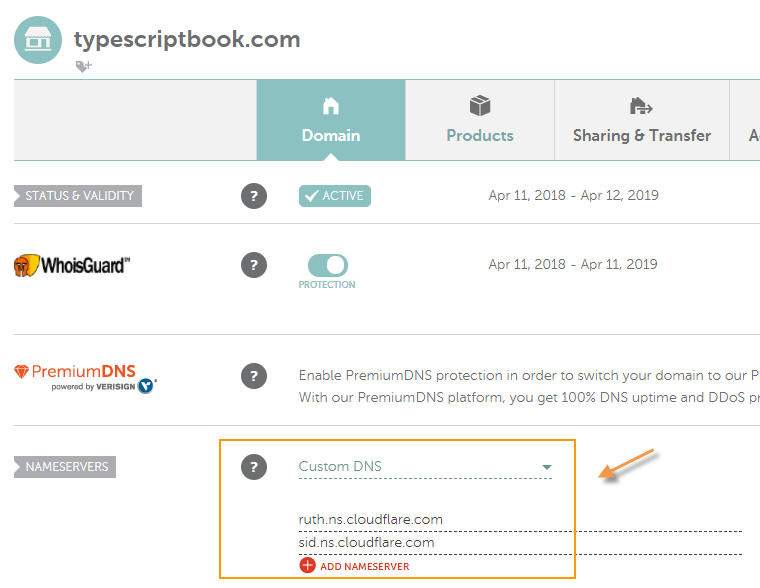 typescriptbook.com
Domain
Products
Sharing & Transfer
STATUS & VALIDITY
?
ACTIVE
Apr 11, 2018 - Apr 12, 2019
WhoisGuard™
?
PROTECTION
Apr 11, 2018 - Apr 11, 2019
PremiumDNS
powered by VERISIGN
?
Enable PremiumDNS protection in order to switch your domain to our P
With our PremiumDNS platform, you get 100% DNS uptime and DDoS pr
NAMESERVERS
?
Custom DNS
ruth.ns.cloudflare.com
sid.ns.cloudflare.com
ADD NAMESERVER